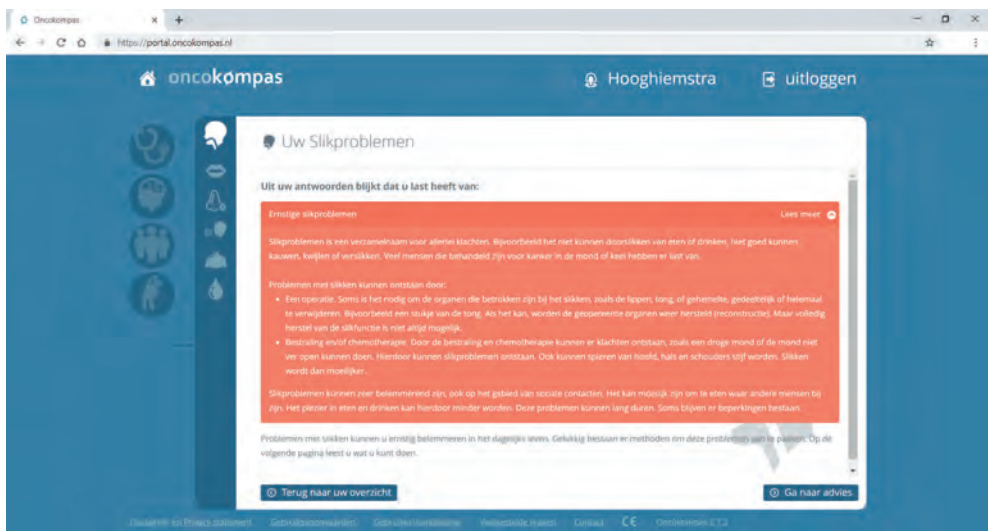 Oncokompas
https://portal.oncokompas.nl
oncokompas
Hooghiemstra
uitloggen
Uw Slikproblemen
Uit uw antwoorden blijkt dat u last heeft van:
Ernstige slikproblemen Lees meer
Slikproblemen is een verzamelnaam voor allerlei klachten. Bijvoorbeeld het niet kunnen doorslikken van eten of drinken, niet goed kunnen
kauwen, kwijlen of verslikken. Veel mensen die behandeld zijn voor kanker in de mond of keel hebben er last van.
Problemen met slikken kunnen ontstaan door:
• Een operatie. Soms is het nodig om de organen die betrokken zijn bij het slikken, zoals de lippen, tong, of gehemelte, gedeeltelijk of helemaal
te verwijderen. Bijvoorbeeld een stukje van de tong. Als het kan, worden de geopereerde organen weer hersteld (reconstructie). Maar volledig
herstel van de slikfunctie is niet altijd mogelijk.
• Bestraling en/of chemotherapie. Door de bestraling en chemotherapie kunnen er klachten ontstaan, zoals een droge mond of de mond niet
ver open kunnen doen. Hierdoor kunnen slikproblemen ontstaan. Ook kunnen spieren van hoofd, hals en schouders stijf worden. Slikken
wordt dan moeilijker.
Slikproblemen kunnen zeer belemmerend zijn, ook op het gebied van sociale contacten. Het kan moeilijk zijn om te eten waar andere mensen bij
zijn. Het plezier in eten en drinken kan hierdoor minder worden. Deze problemen kunnen lang duren. Soms blijven er beperkingen bestaan.
Problemen met slikken kunnen u ernstig belemmeren in het dagelijks leven. Gelukkig bestaan er methoden om deze problemen aan te pakken. Op de
volgende pagina leest u wat u kunt doen.
Terug naar uw overzicht
Ga naar advies
Disclaimer en Privacy statement Gebruiksvoorwaarden Gebruikershandleiding Veelgestelde vragen Contact CE